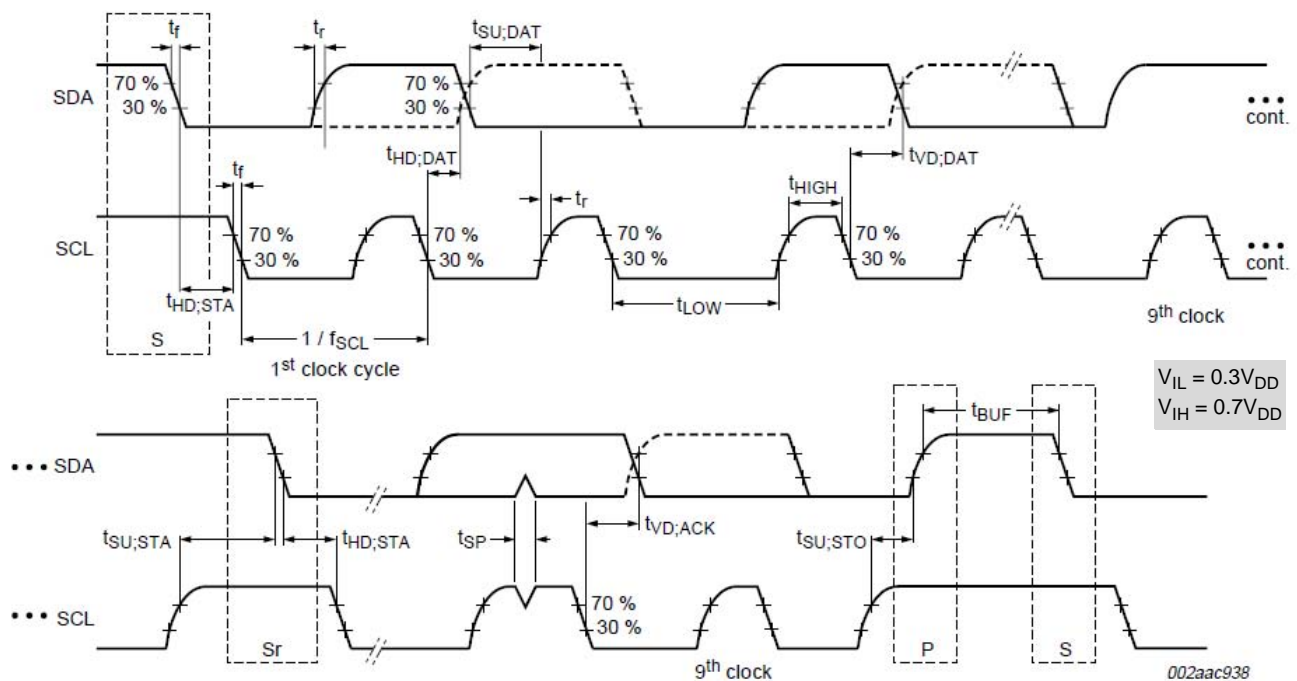 tf
tr
tSU;DAT
SDA
70 %
30 %
70 %
30 %
• • •
cont.
tHD;DAT
tVD;DAT
tf
tr
tHIGH
SCL
70 %
30 %
70 %
30 %
70 %
30 %
70 %
30 %
• • •
cont.
tHD;STA
tLOW
9th clock
S
1 / fSCL
1st clock cycle
VIL = 0.3VDD
VIH = 0.7VDD
tBUF
• • • SDA
tSU;STA
tHD;STA
tSP
tVD;ACK
tSU;STO
• • • SCL
70 %
30 %
Sr
P
S
9th clock
002aac938